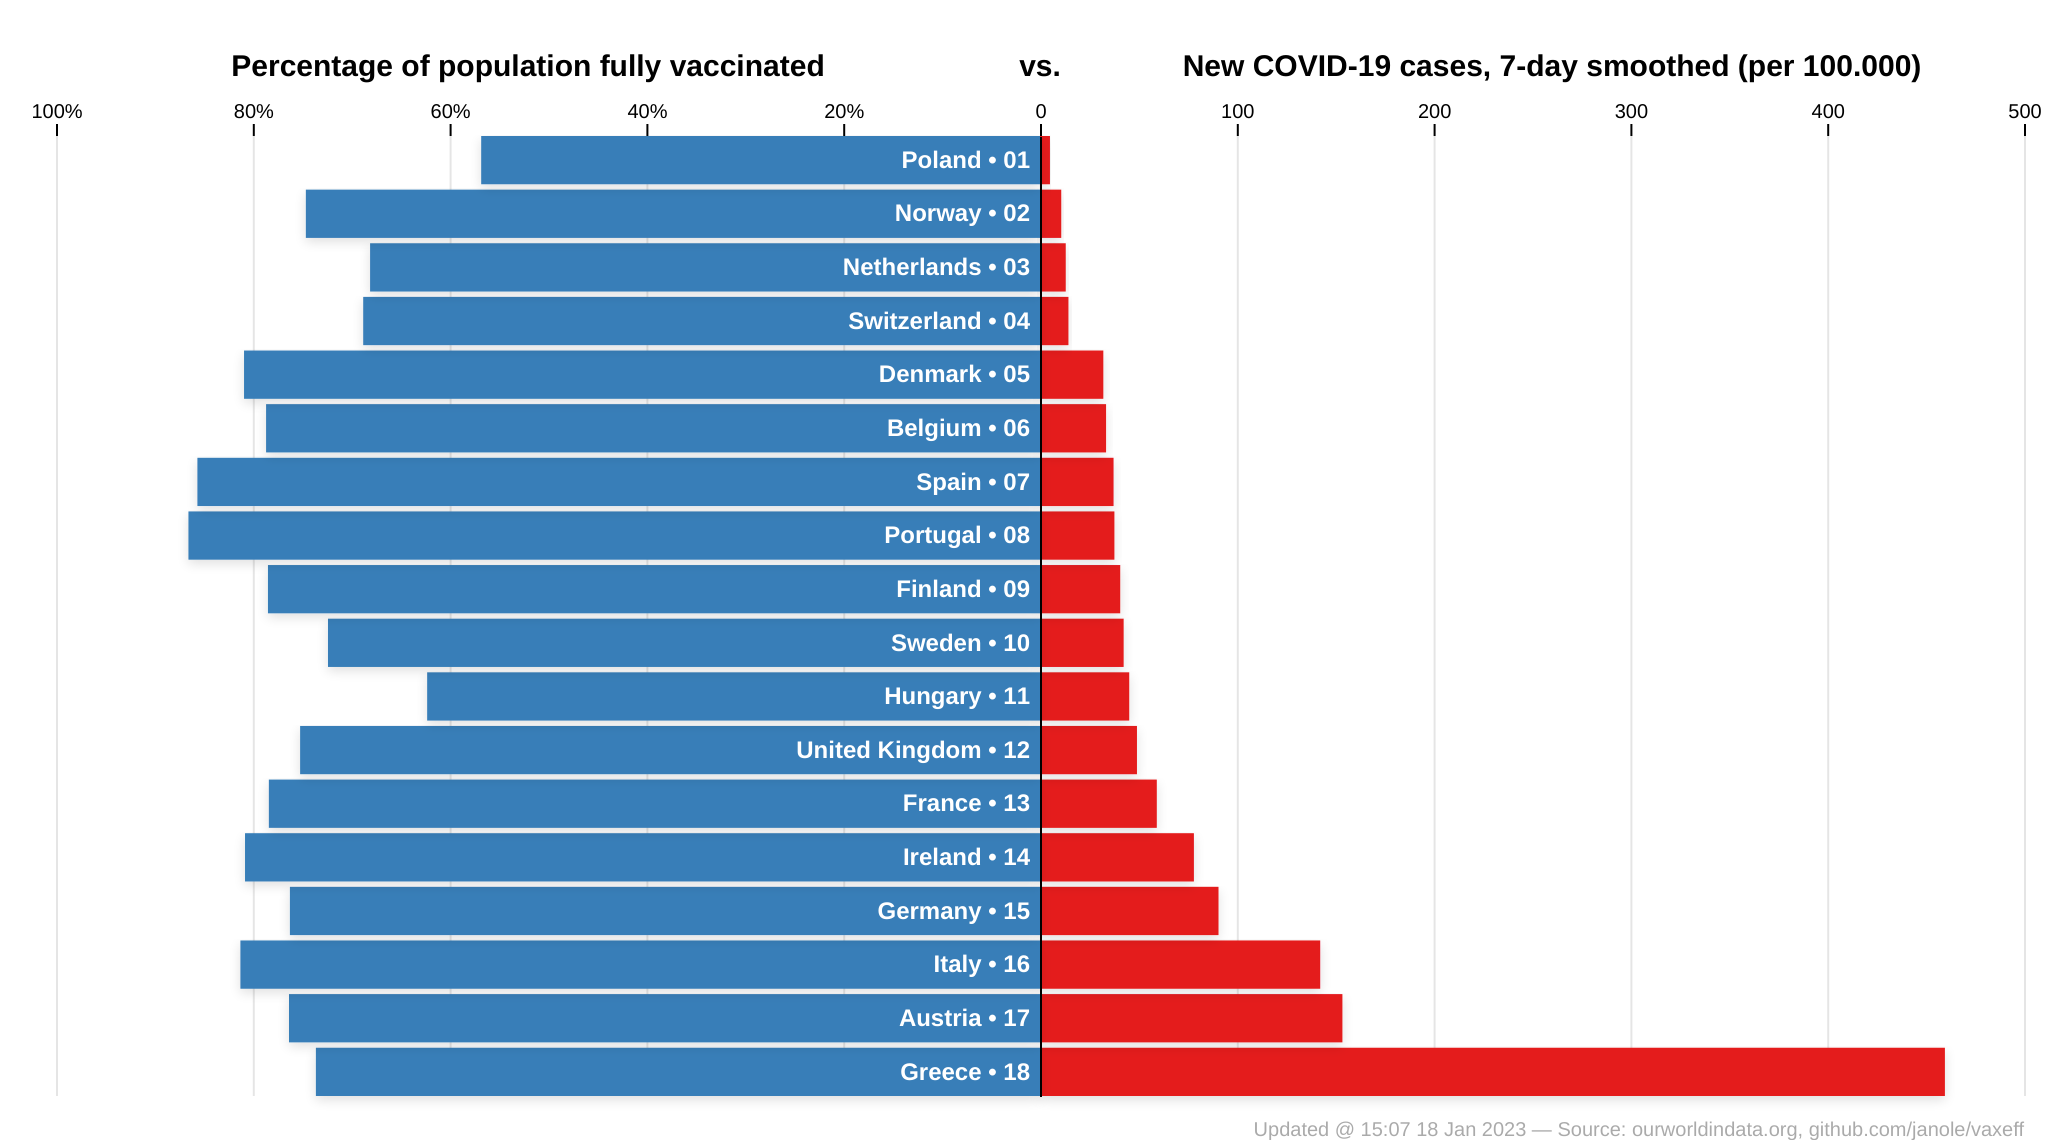 Percentage of population fully vaccinated vs. New COVID-19 cases, 7-day smoothed (per 100.000)
100% 80% 60% 40% 20% 0 100 200 300 400 500
Poland • 01
Norway • 02
Netherlands • 03
Switzerland • 04
Denmark • 05
Belgium • 06
Spain • 07
Portugal • 08
Finland • 09
Sweden • 10
Hungary • 11
United Kingdom • 12
France • 13
Ireland • 14
Germany • 15
Italy • 16
Austria • 17
Greece • 18
Updated @ 15:07 18 Jan 2023 — Source: ourworldindata.org, github.com/janole/vaxeff